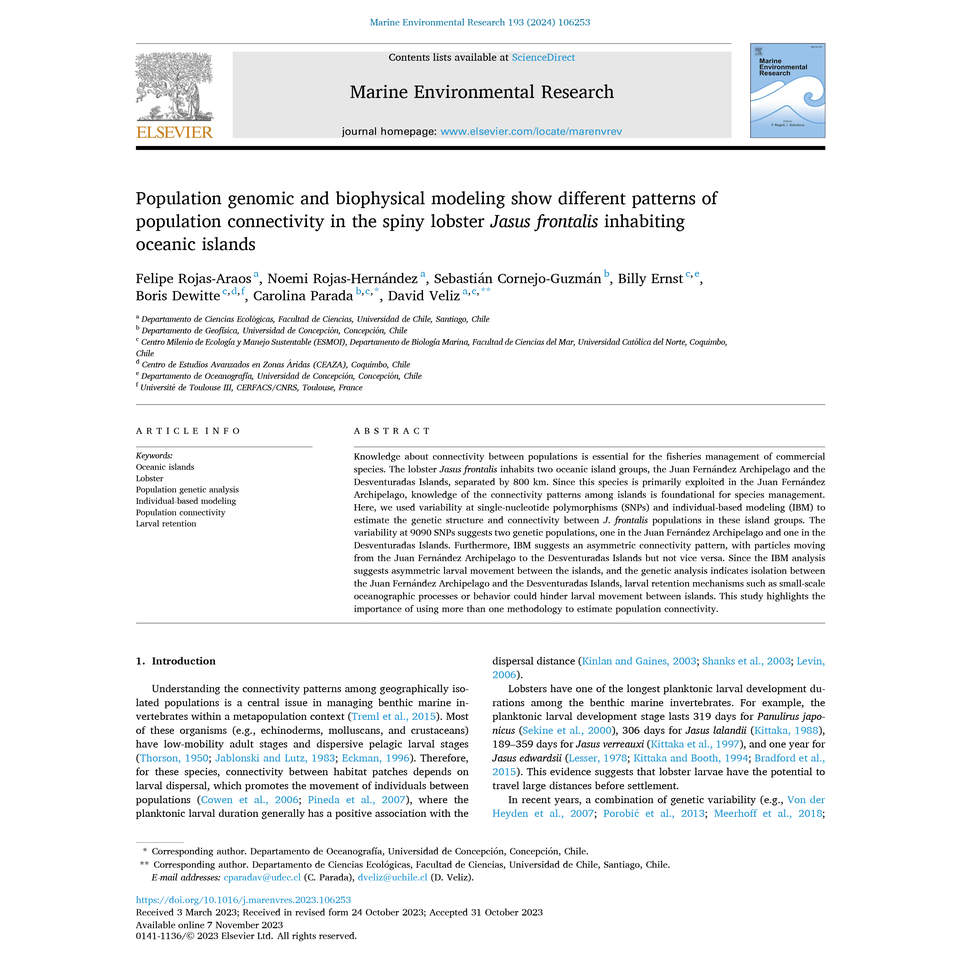 Marine Environmental Research 193 (2024) 106253
Contents lists available at ScienceDirect
Marine Environmental Research
journal homepage: www.elsevier.com/locate/marenvrev
ELSEVIER
Marine
Environmental
Research
Population genomic and biophysical modeling show different patterns of
population connectivity in the spiny lobster Jasus frontalis inhabiting
oceanic islands
Felipe Rojas-Araos a, Noemi Rojas-Hernández a, Sebastián Cornejo-Guzmán b, Billy Ernst c,e,
Boris Dewitte c,d,f, Carolina Parada b,c,*, David Veliz a,c,**
a Departamento de Ciencias Ecológicas, Facultad de Ciencias, Universidad de Chile, Santiago, Chile
b Departamento de Geofísica, Universidad de Concepción, Concepción, Chile
c Centro Milenio de Ecología y Manejo Sustentable (ESMOI), Departamento de Biología Marina, Facultad de Ciencias del Mar, Universidad Católica del Norte, Coquimbo,
Chile
d Centro de Estudios Avanzados en Zonas Áridas (CEAZA), Coquimbo, Chile
e Departamento de Oceanografía, Universidad de Concepción, Concepción, Chile
f Université de Toulouse III, CERFACS/CNRS, Toulouse, France
ARTICLE INFO
Keywords:
Oceanic islands
Lobster
Population genetic analysis
Individual-based modeling
Population connectivity
Larval retention
ABSTRACT
Knowledge about connectivity between populations is essential for the fisheries management of commercial
species. The lobster Jasus frontalis inhabits two oceanic island groups, the Juan Fernández Archipelago and the
Desventuradas Islands, separated by 800 km. Since this species is primarily exploited in the Juan Fernández
Archipelago, knowledge of the connectivity patterns among islands is foundational for species management.
Here, we used variability at single-nucleotide polymorphisms (SNPs) and individual-based modeling (IBM) to
estimate the genetic structure and connectivity between J. frontalis populations in these island groups. The
variability at 9090 SNPs suggests two genetic populations, one in the Juan Fernández Archipelago and one in the
Desventuradas Islands. Furthermore, IBM suggests an asymmetric connectivity pattern, with particles moving
from the Juan Fernández Archipelago to the Desventuradas Islands but not vice versa. Since the IBM analysis
suggests asymmetric larval movement between the islands, and the genetic analysis indicates isolation between
the Juan Fernández Archipelago and the Desventuradas Islands, larval retention mechanisms such as small-scale
oceanographic processes or behavior could hinder larval movement between islands. This study highlights the
importance of using more than one methodology to estimate population connectivity.
1. Introduction
Understanding the connectivity patterns among geographically iso-
lated populations is a central issue in managing benthic marine in-
vertebrates within a metapopulation context (Treml et al., 2015). Most
of these organisms (e.g., echinoderms, molluscans, and crustaceans)
have low-mobility adult stages and dispersive pelagic larval stages
(Thorson, 1950; Jablonski and Lutz, 1983; Eckman, 1996). Therefore,
for these species, connectivity between habitat patches depends on
larval dispersal, which promotes the movement of individuals between
populations (Cowen et al., 2006; Pineda et al., 2007), where the
planktonic larval duration generally has a positive association with the
dispersal distance (Kinlan and Gaines, 2003; Shanks et al., 2003; Levin,
2006).
Lobsters have one of the longest planktonic larval development du-
rations among the benthic marine invertebrates. For example, the
planktonic larval development stage lasts 319 days for Panulirus japo-
nicus (Sekine et al., 2000), 306 days for Jasus lalandii (Kittaka, 1988),
189–359 days for Jasus verreauxi (Kittaka et al., 1997), and one year for
Jasus edwardsii (Lesser, 1978; Kittaka and Booth, 1994; Bradford et al.,
2015). This evidence suggests that lobster larvae have the potential to
travel large distances before settlement.
In recent years, a combination of genetic variability (e.g., Von der
Heyden et al., 2007; Porobić et al., 2013; Meerhoff et al., 2018;
* Corresponding author. Departamento de Oceanografía, Universidad de Concepción, Concepción, Chile.
** Corresponding author. Departamento de Ciencias Ecológicas, Facultad de Ciencias, Universidad de Chile, Santiago, Chile.
E-mail addresses: cparadav@udec.cl (C. Parada), dveliz@uchile.cl (D. Veliz).
https://doi.org/10.1016/j.marenvres.2023.106253
Received 3 March 2023; Received in revised form 24 October 2023; Accepted 31 October 2023
Available online 7 November 2023
0141-1136/© 2023 Elsevier Ltd. All rights reserved.